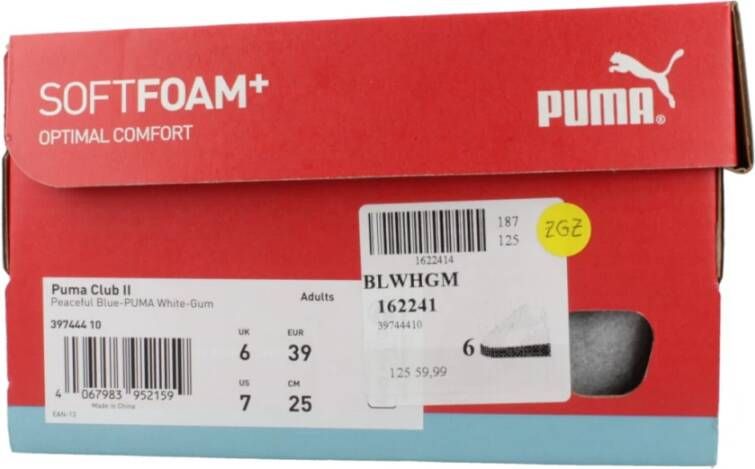 SOFTFOAM+
OPTIMAL COMFORT
PUMA®
187
125
ZGZ
1622414
BLWHGM
162241
39744410
6
125 59,99
Puma Club II
Peaceful Blue-PUMA White-Gum
Adults
397444 10
UK EUR
6 39
US CM
7 25
4 067983 952159
Made in China
EAN-13